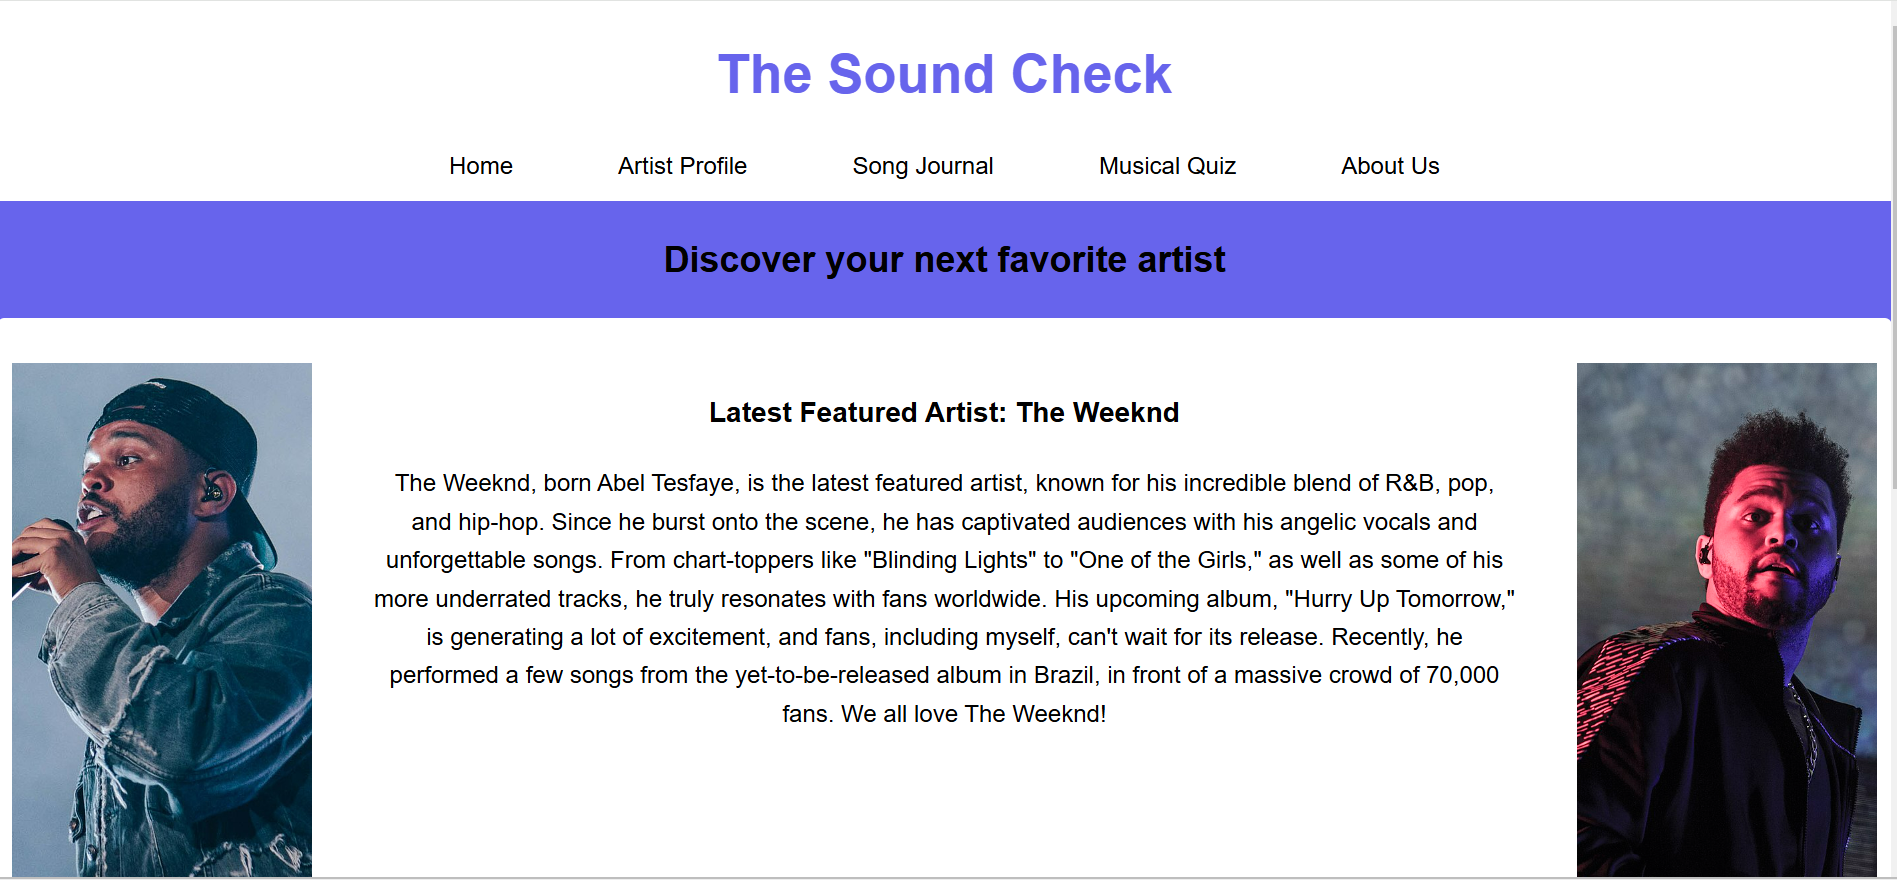 The Sound Check
Home Artist Profile Song Journal Musical Quiz About Us
Discover your next favorite artist
Latest Featured Artist: The Weeknd
The Weeknd, born Abel Tesfaye, is the latest featured artist, known for his incredible blend of R&B, pop,
and hip-hop. Since he burst onto the scene, he has captivated audiences with his angelic vocals and
unforgettable songs. From chart-toppers like "Blinding Lights" to "One of the Girls," as well as some of his
more underrated tracks, he truly resonates with fans worldwide. His upcoming album, "Hurry Up Tomorrow,"
is generating a lot of excitement, and fans, including myself, can't wait for its release. Recently, he
performed a few songs from the yet-to-be-released album in Brazil, in front of a massive crowd of 70,000
fans. We all love The Weeknd!